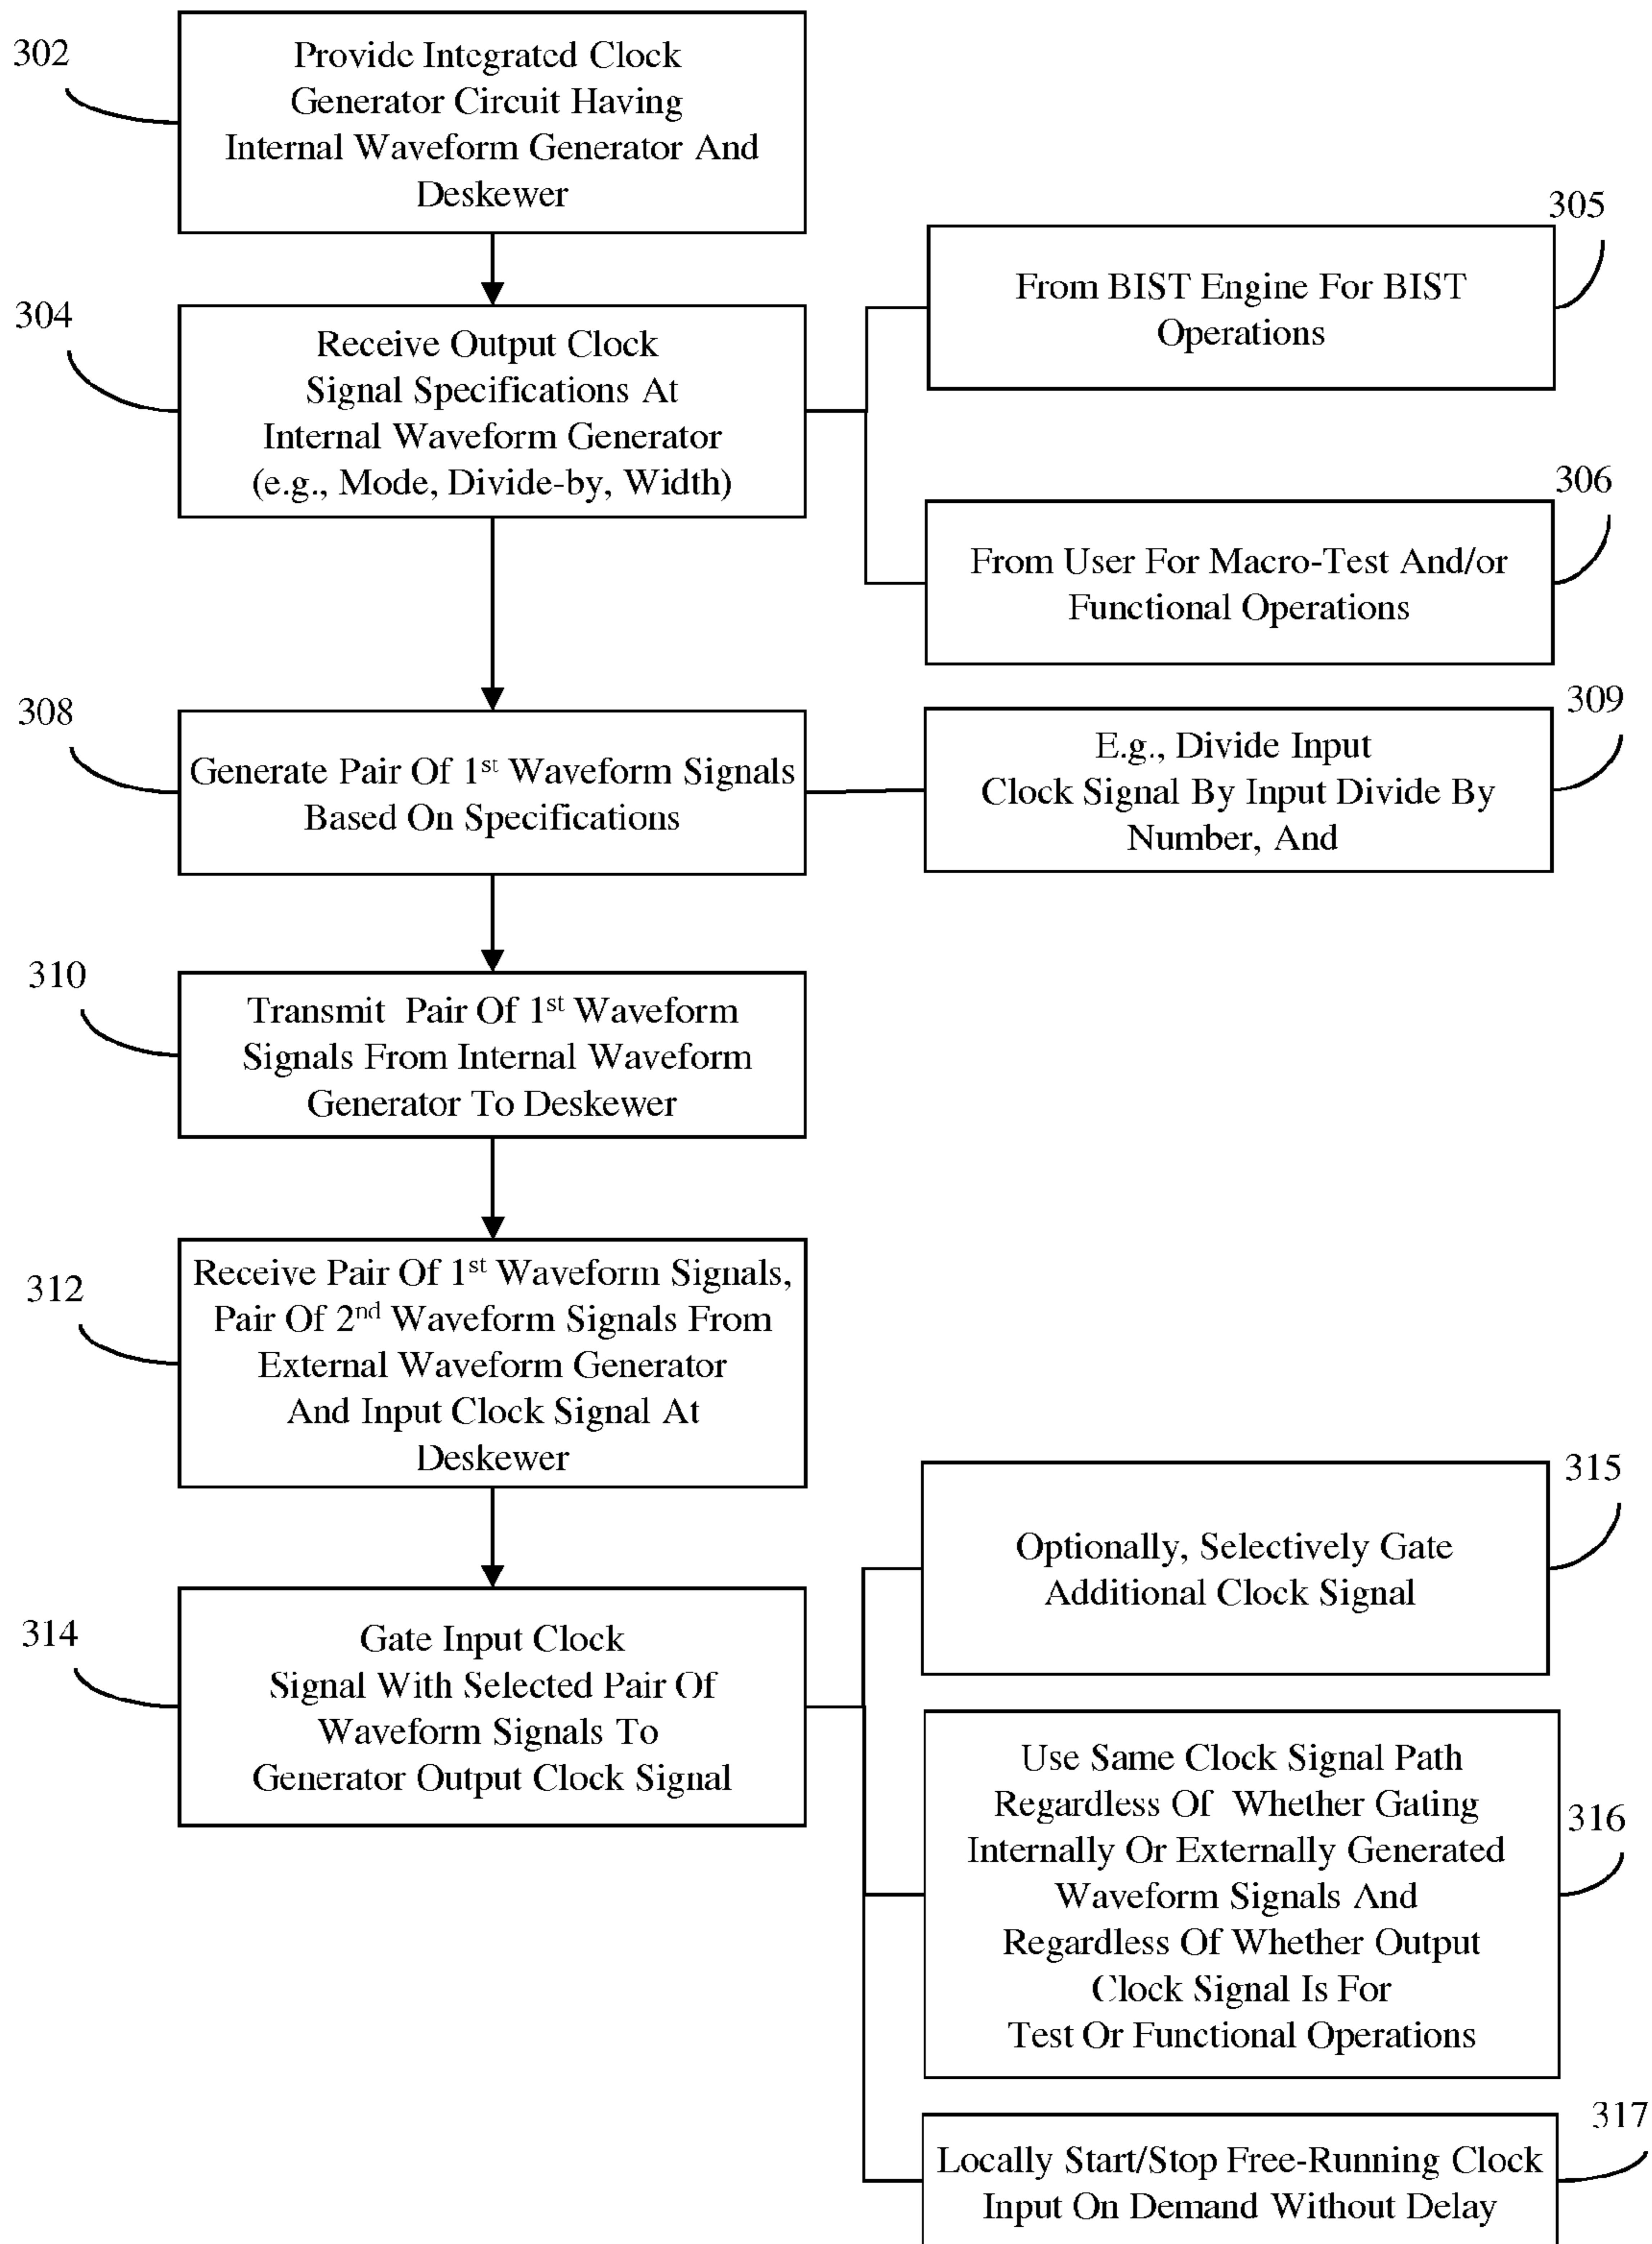 302
Provide Integrated Clock
Generator Circuit Having
Internal Waveform Generator And
Deskewer
304
Receive Output Clock
Signal Specifications At
Internal Waveform Generator
(e.g., Mode, Divide-by, Width)
305
From BIST Engine For BIST
Operations
306
From User For Macro-Test And/or
Functional Operations
308
Generate Pair Of 1st Waveform Signals
Based On Specifications
309
E.g., Divide Input
Clock Signal By Input Divide By
Number, And
310
Transmit Pair Of 1st Waveform
Signals From Internal Waveform
Generator To Deskewer
312
Receive Pair Of 1st Waveform Signals,
Pair Of 2nd Waveform Signals From
External Waveform Generator
And Input Clock Signal At
Deskewer
314
Gate Input Clock
Signal With Selected Pair Of
Waveform Signals To
Generator Output Clock Signal
315
Optionally, Selectively Gate
Additional Clock Signal
316
Use Same Clock Signal Path
Regardless Of Whether Gating
Internally Or Externally Generated
Waveform Signals And
Regardless Of Whether Output
Clock Signal Is For
Test Or Functional Operations
317
Locally Start/Stop Free-Running Clock
Input On Demand Without Delay